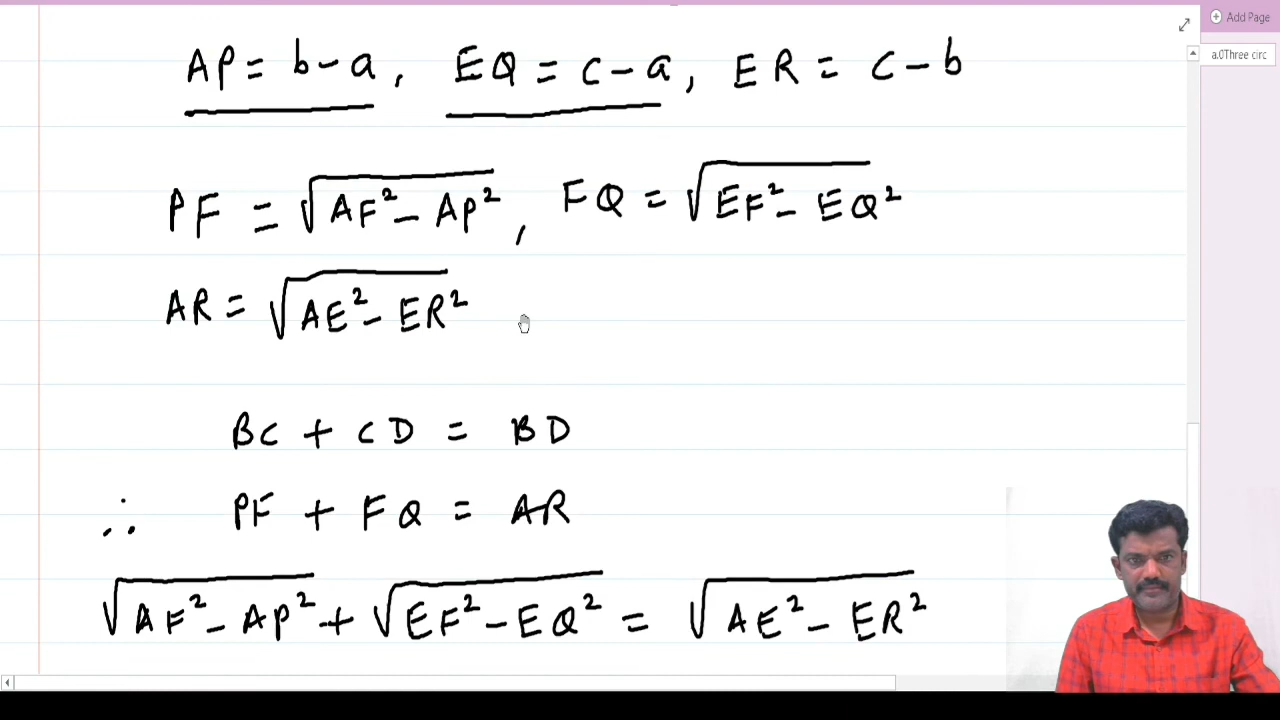 Add Page
a.0Three circ
AP = b - a, EQ = c - a, ER = c - b
PF = √AF² - AP², FQ = √EF² - EQ²
AR = √AE² - ER²
BC + CD = BD
∴ PF + FQ = AR
√AF² - AP² + √EF² - EQ² = √AE² - ER²